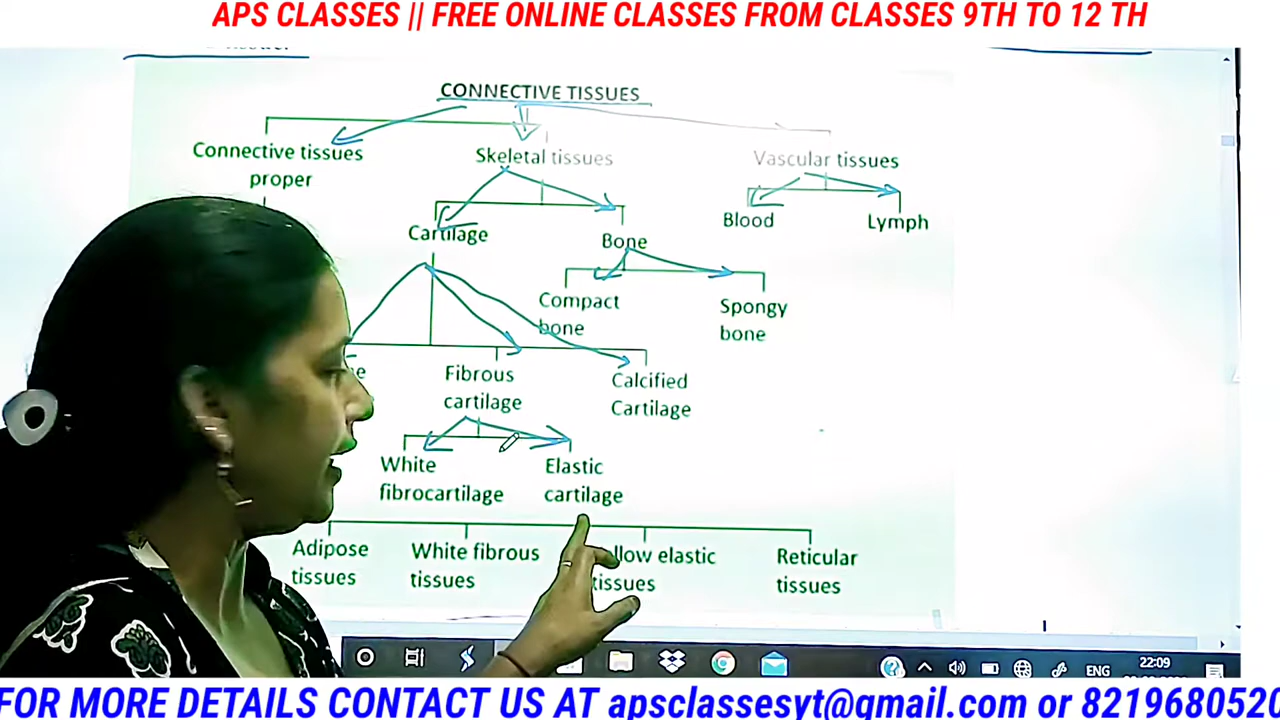 APS CLASSES || FREE ONLINE CLASSES FROM CLASSES 9TH TO 12 TH
CONNECTIVE TISSUES
Connective tissues
proper
Skeletal tissues
Vascular tissues
Cartilage
Bone
Blood
Lymph
Compact
bone
Spongy
bone
Fibrous
cartilage
Calcified
Cartilage
White
fibrocartilage
Elastic
cartilage
Adipose
tissues
White fibrous
tissues
elastic
tissues
Reticular
tissues
ENG
22:09
FOR MORE DETAILS CONTACT US AT apsclassesyt@gmail.com or 8219680520